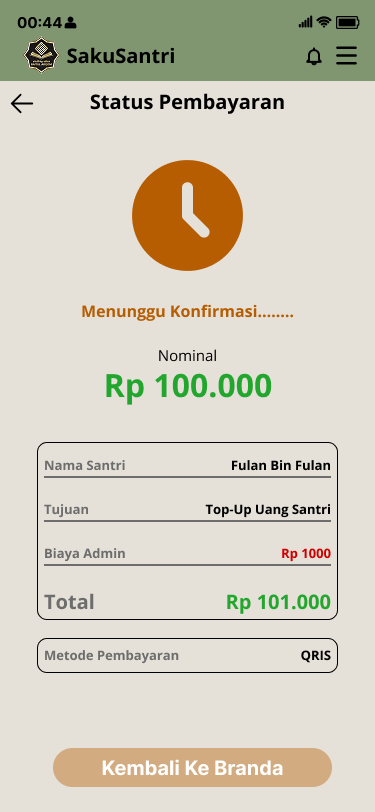 00:44
SakuSantri
Status Pembayaran
Menunggu Konfirmasi........
Nominal
Rp 100.000
Nama Santri Fulan Bin Fulan
Tujuan Top-Up Uang Santri
Biaya Admin Rp 1000
Total Rp 101.000
Metode Pembayaran QRIS
Kembali Ke Branda